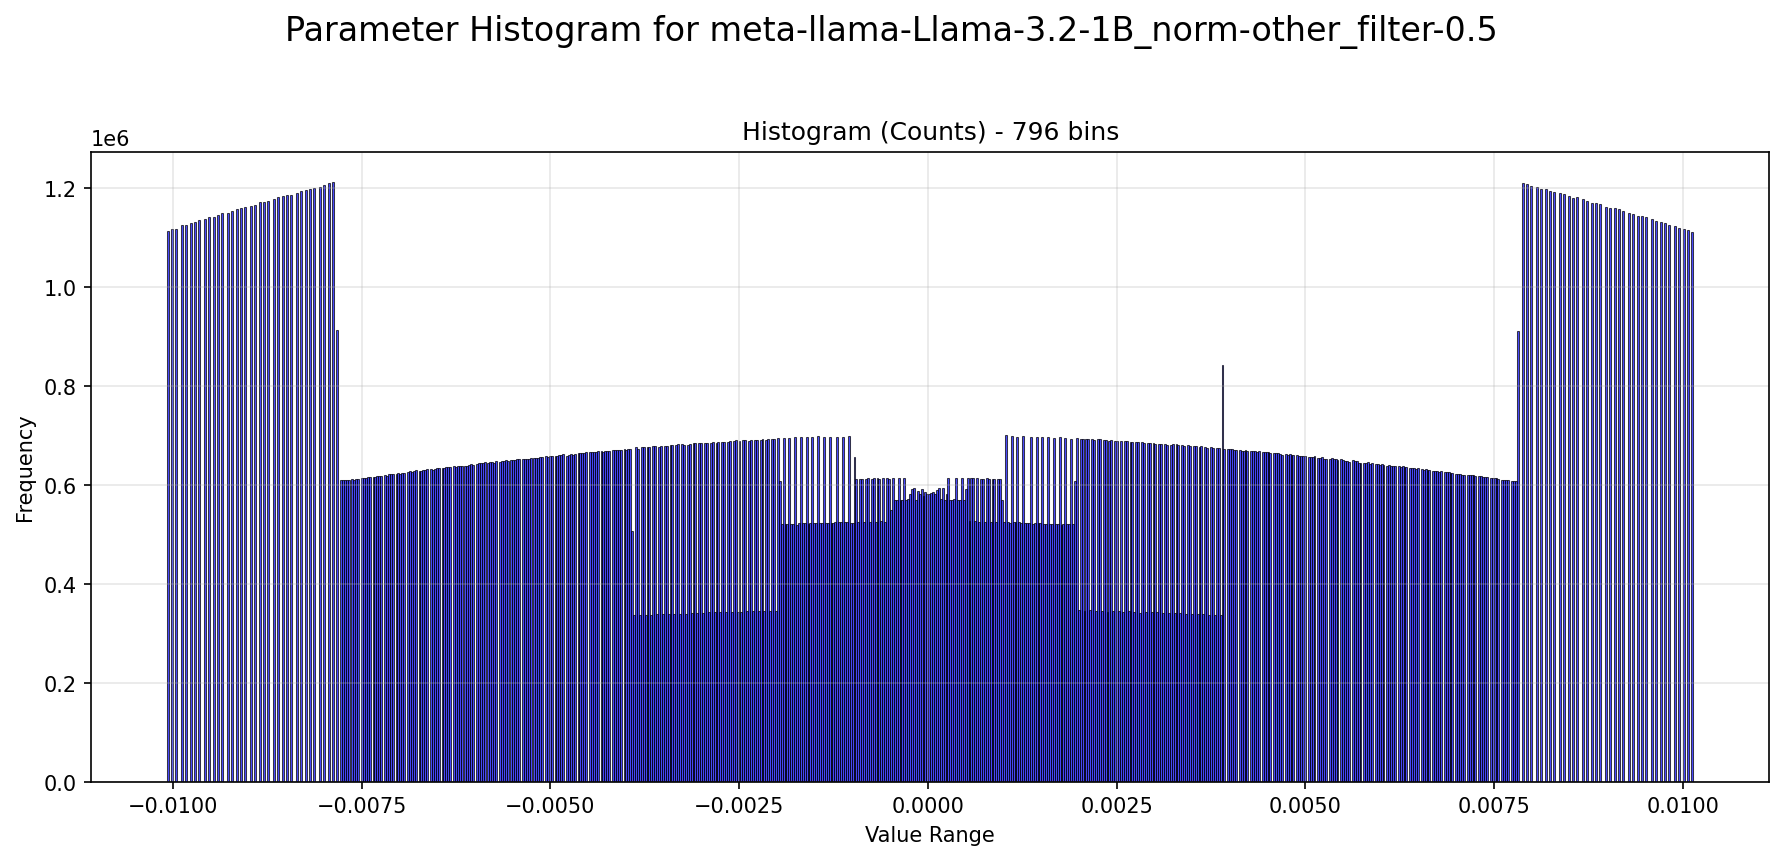 Parameter Histogram for meta-llama-Llama-3.2-1B_norm-other_filter-0.5
Histogram (Counts) - 796 bins
1e6
1.2
1.0
0.8
0.6
0.4
0.2
0.0
Frequency
−0.0100 −0.0075 −0.0050 −0.0025 0.0000 0.0025 0.0050 0.0075 0.0100
Value Range